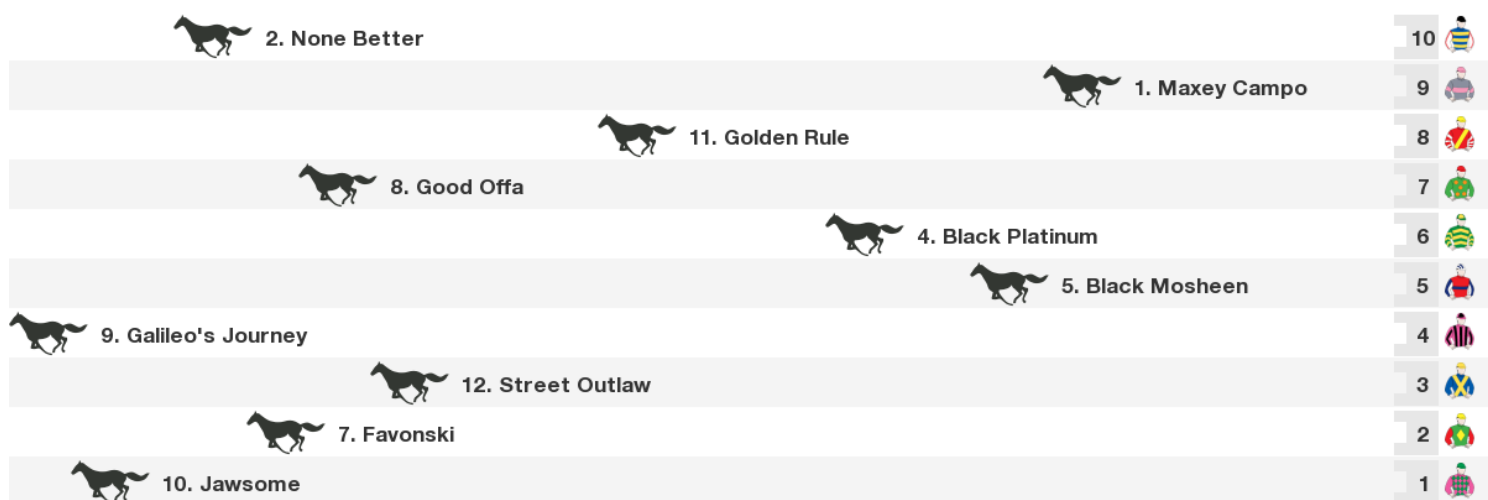 2. None Better 10
1. Maxey Campo 9
11. Golden Rule 8
8. Good Offa 7
4. Black Platinum 6
5. Black Mosheen 5
9. Galileo's Journey 4
12. Street Outlaw 3
7. Favonski 2
10. Jawsome 1